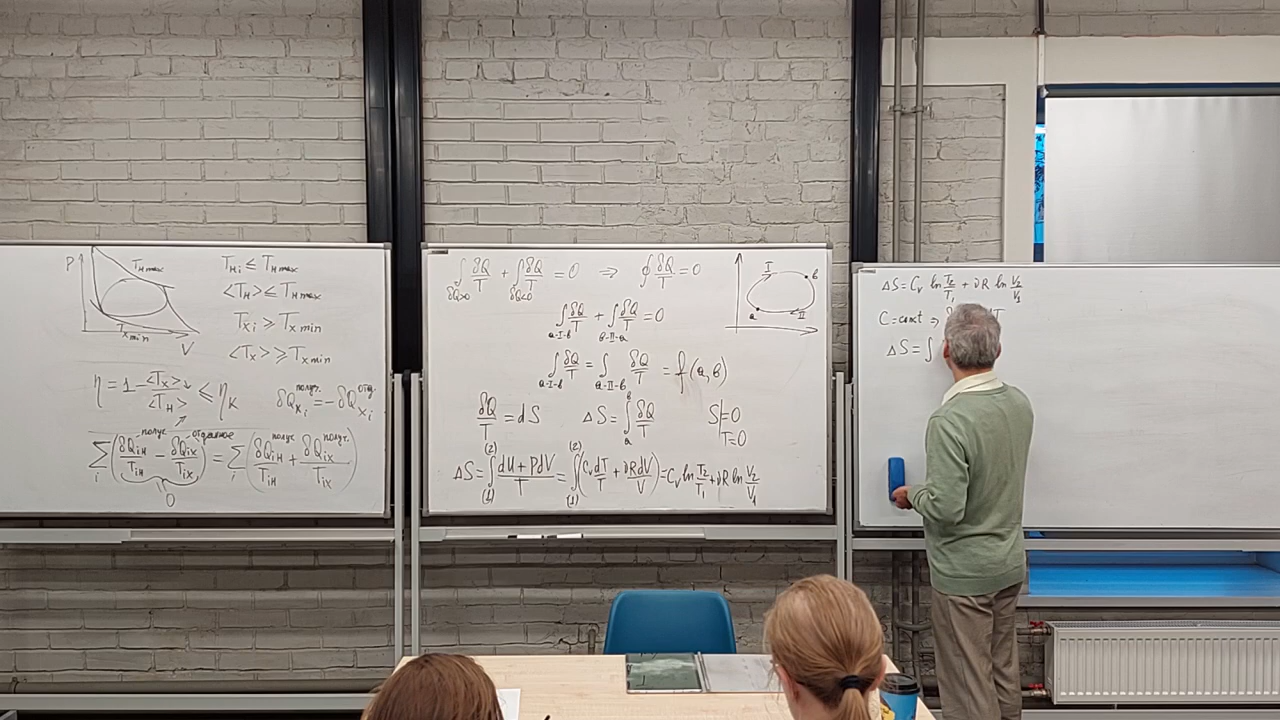 P
T_H max
T_x min
V
T_Hi ≤ T_H max
<T_H> ≤ T_H max
T_xi ≥ T_x min
<T_x> ≥ T_x min
η = 1 - <T_x>/<T_H> ≤ η_K δQ_xi^получ. = -δQ_xi^отд.
∑_i (δQ_iH^получ/T_iH - δQ_ix^отданное/T_ix) = ∑_i (δQ_iH^получ/T_iH + δQ_ix^получ./T_ix)
0
∫_{δQ>0} δQ/T + ∫_{δQ<0} δQ/T = 0 ⇒ ∮ δQ/T = 0
∫_{a-I-b} δQ/T + ∫_{b-II-a} δQ/T = 0
∫_{a-I-b} δQ/T = ∫_{a-II-b} δQ/T = f(a,b)
I
b
a
II
δQ/T = dS ΔS = ∫_a^b δQ/T S|_{T=0} = 0
ΔS = ∫_(1)^(2) (dU + PdV)/T = ∫_(1)^(2) (C_v dT/T + νR dV/V) = C_v ln T_2/T_1 + νR ln V_2/V_1
ΔS = C_v ln T_2/T_1 + νR ln V_2/V_1
C = const ⇒
ΔS = ∫